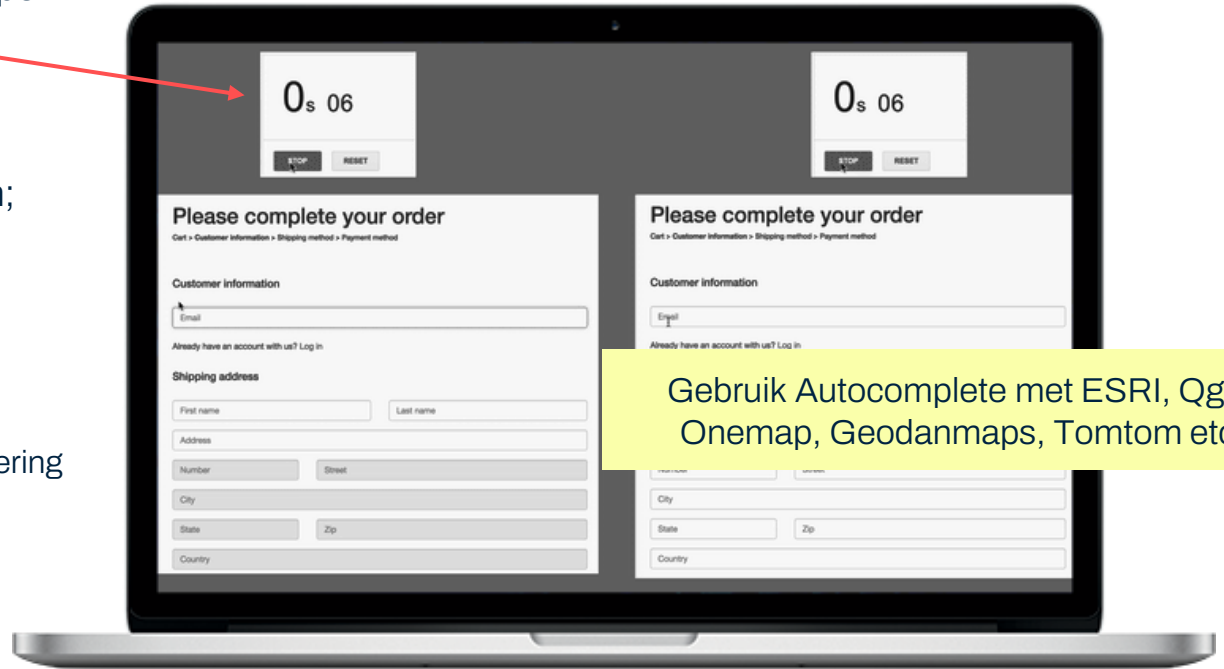 0s 06
STOP RESET
Please complete your order
Cart > Customer information > Shipping method > Payment method
Customer information
Email
Already have an account with us? Log in
Shipping address
First name Last name
Address
Number Street
City
State Zip
Country
0s 06
STOP RESET
Please complete your order
Cart > Customer information > Shipping method > Payment method
Customer information
Email
Already have an account with us? Log in
Gebruik Autocomplete met ESRI, Qg
Onemap, Geodanmaps, Tomtom etc
City
State Zip
Country
n;
ering